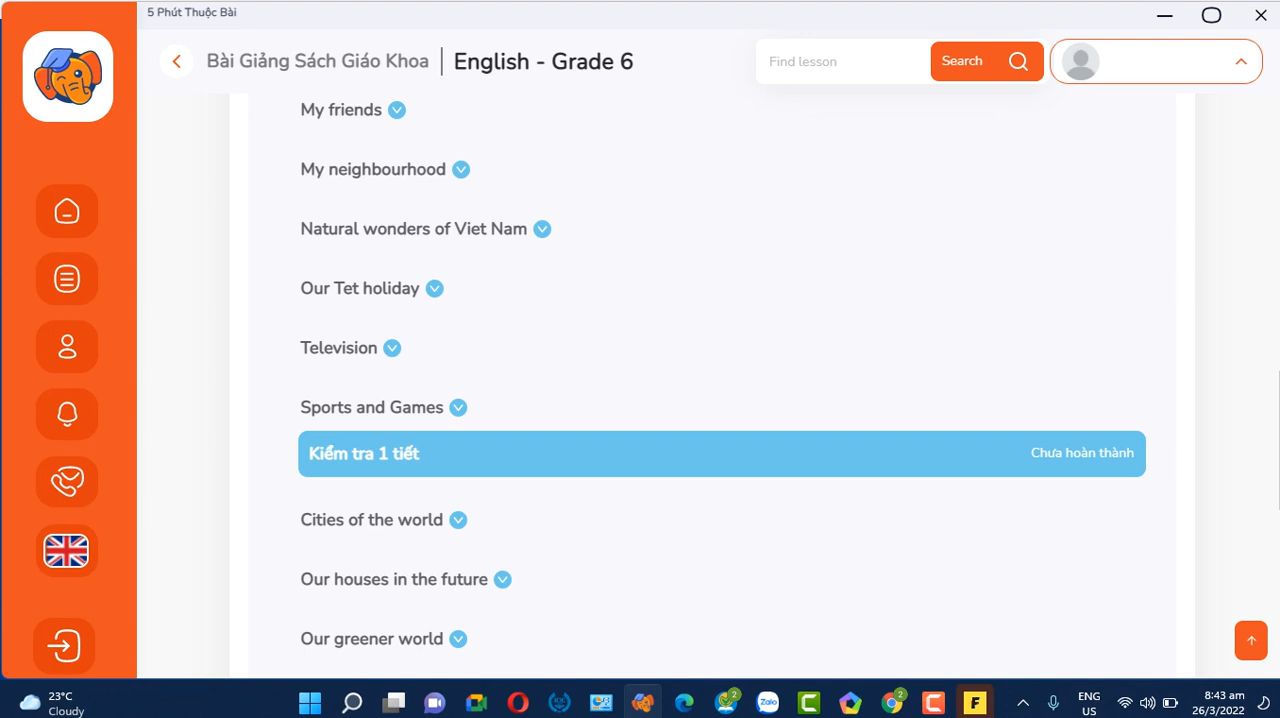 5 Phút Thuộc Bài
Bài Giảng Sách Giáo Khoa
English - Grade 6
Find lesson
Search
My friends
My neighbourhood
Natural wonders of Viet Nam
Our Tet holiday
Television
Sports and Games
Kiểm tra 1 tiết
Chưa hoàn thành
Cities of the world
Our houses in the future
Our greener world
23°C
Cloudy
2
2
F
ENG
US
8:43 am
26/3/2022